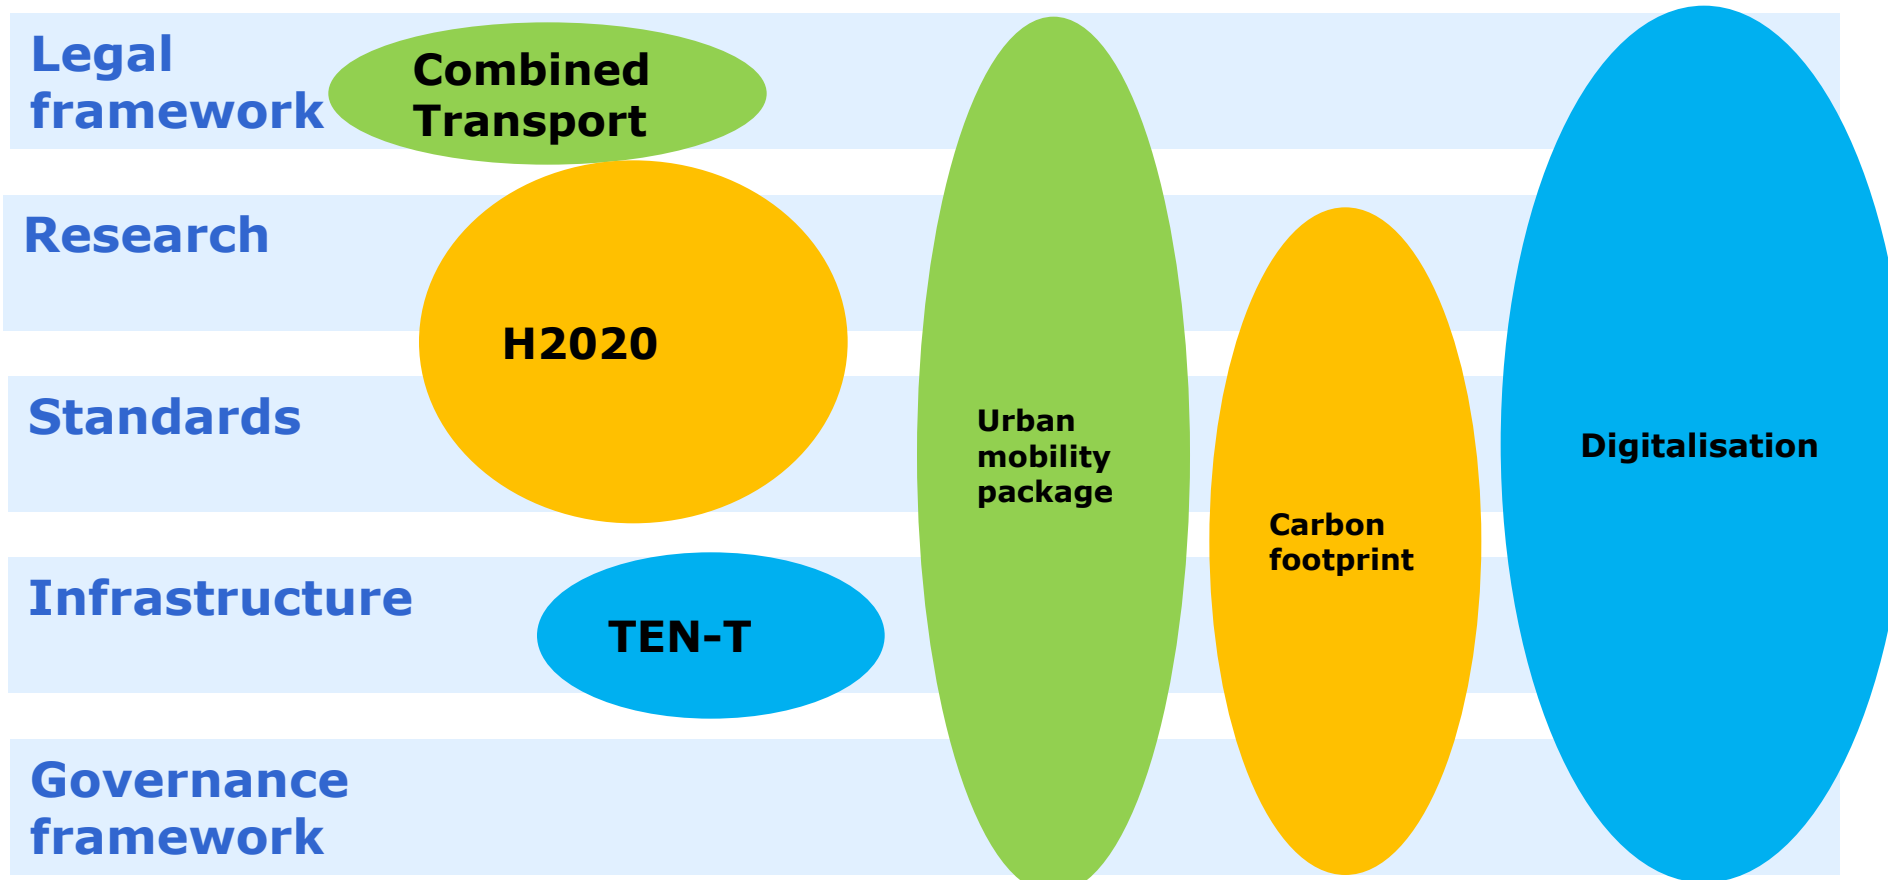 Legal
framework
Combined
Transport
Research
H2020
Standards
Urban
mobility
package
Digitalisation
Carbon
footprint
Infrastructure
TEN–T
Governance
framework